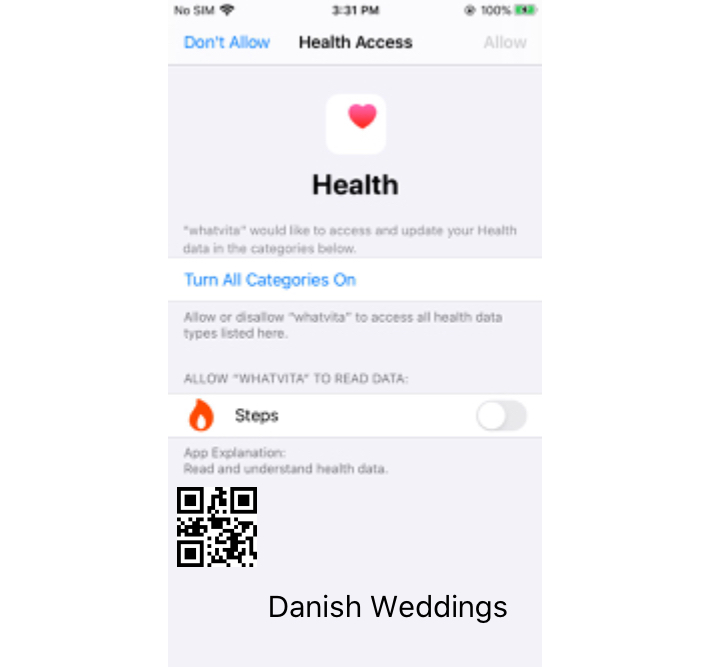 No SIM 3:31 PM 100%
Don't Allow Health Access Allow
Health
"whatvita" would like to access and update your Health
data in the categories below.
Turn All Categories On
Allow or disallow "whatvita" to access all health data
types listed here.
ALLOW "WHATVITA" TO READ DATA:
Steps
App Explanation:
Read and understand health data.
Danish Weddings